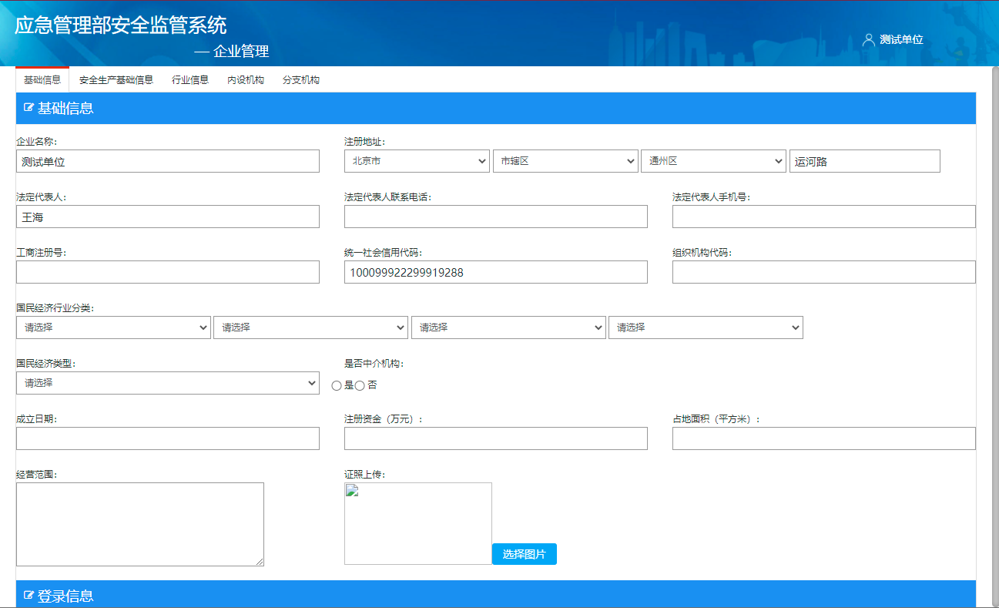 应急管理部安全监管系统
— 企业管理
测试单位
基础信息 安全生产基础信息 行业信息 内设机构 分支机构
基础信息
企业名称: 注册地址:
测试单位 北京市 市辖区 通州区 运河路
法定代表人: 法定代表人联系电话: 法定代表人手机号:
王海
工商注册号: 统一社会信用代码: 组织机构代码:
100099922299919288
国民经济行业分类:
请选择 请选择 请选择 请选择
国民经济类型: 是否中介机构:
请选择 是 否
成立日期: 注册资金（万元）: 占地面积（平方米）:
经营范围: 证照上传:
选择图片
登录信息